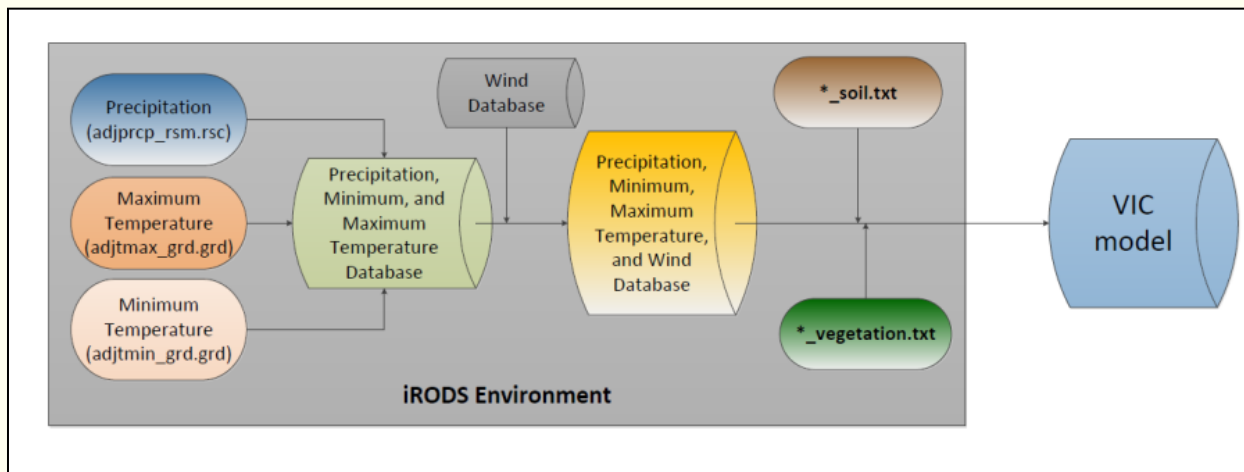 Precipitation
(adjprcp_rsm.rsc)
Maximum
Temperature
(adjtmax_grd.grd)
Minimum
Temperature
(adjtmin_grd.grd)
Precipitation,
Minimum, and
Maximum
Temperature
Database
Wind
Database
Precipitation,
Minimum,
Maximum
Temperature,
and Wind
Database
*_soil.txt
*_vegetation.txt
VIC
model
iRODS Environment